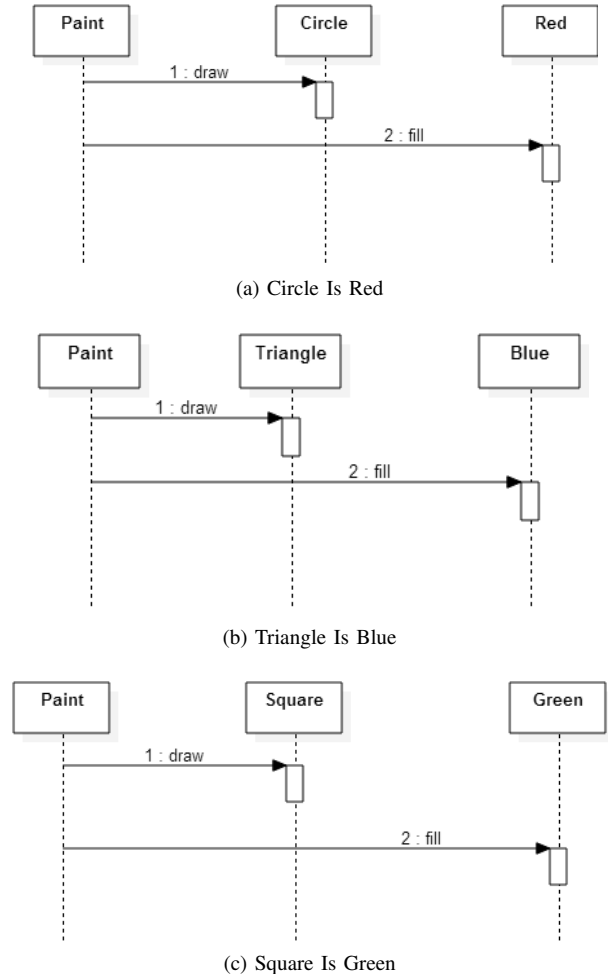 Paint Circle Red
1 : draw
2 : fill
(a) Circle Is Red
Paint Triangle Blue
1 : draw
2 : fill
(b) Triangle Is Blue
Paint Square Green
1 : draw
2 : fill
(c) Square Is Green